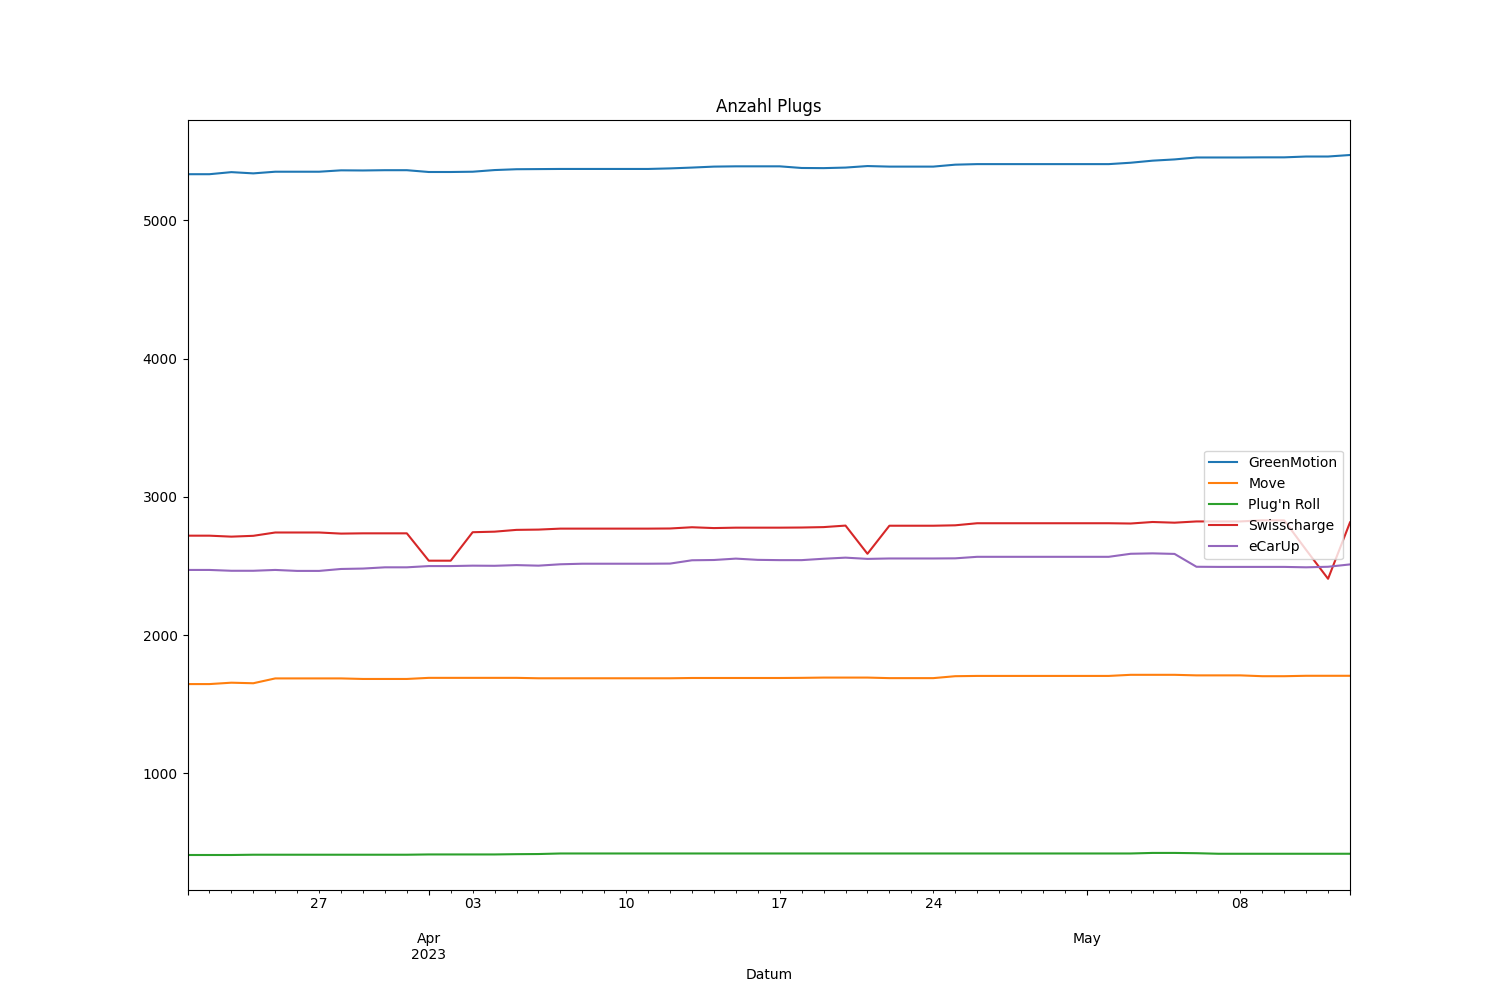 Anzahl Plugs
5000
4000
3000
2000
1000
GreenMotion
Move
Plug'n Roll
Swisscharge
eCarUp
27 03 10 17 24 08
Apr May
2023
Datum